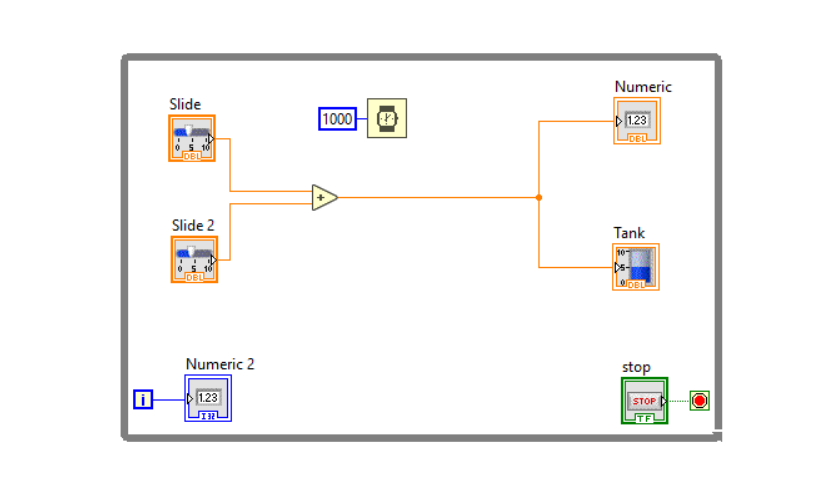 Slide
0 5 10
DBL
1000
Numeric
1.23
DBL
+
Slide 2
0 5 10
DBL
Tank
10
5
0
DBL
Numeric 2
i
1.23
I32
stop
STOP
TF